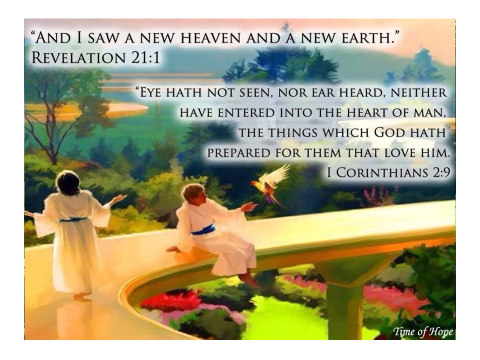 “And I saw a new heaven and a new earth.”
Revelation 21:1
“Eye hath not seen, nor ear heard, neither
have entered into the heart of man,
the things which God hath
prepared for them that love him.
I Corinthians 2:9
Time of Hope